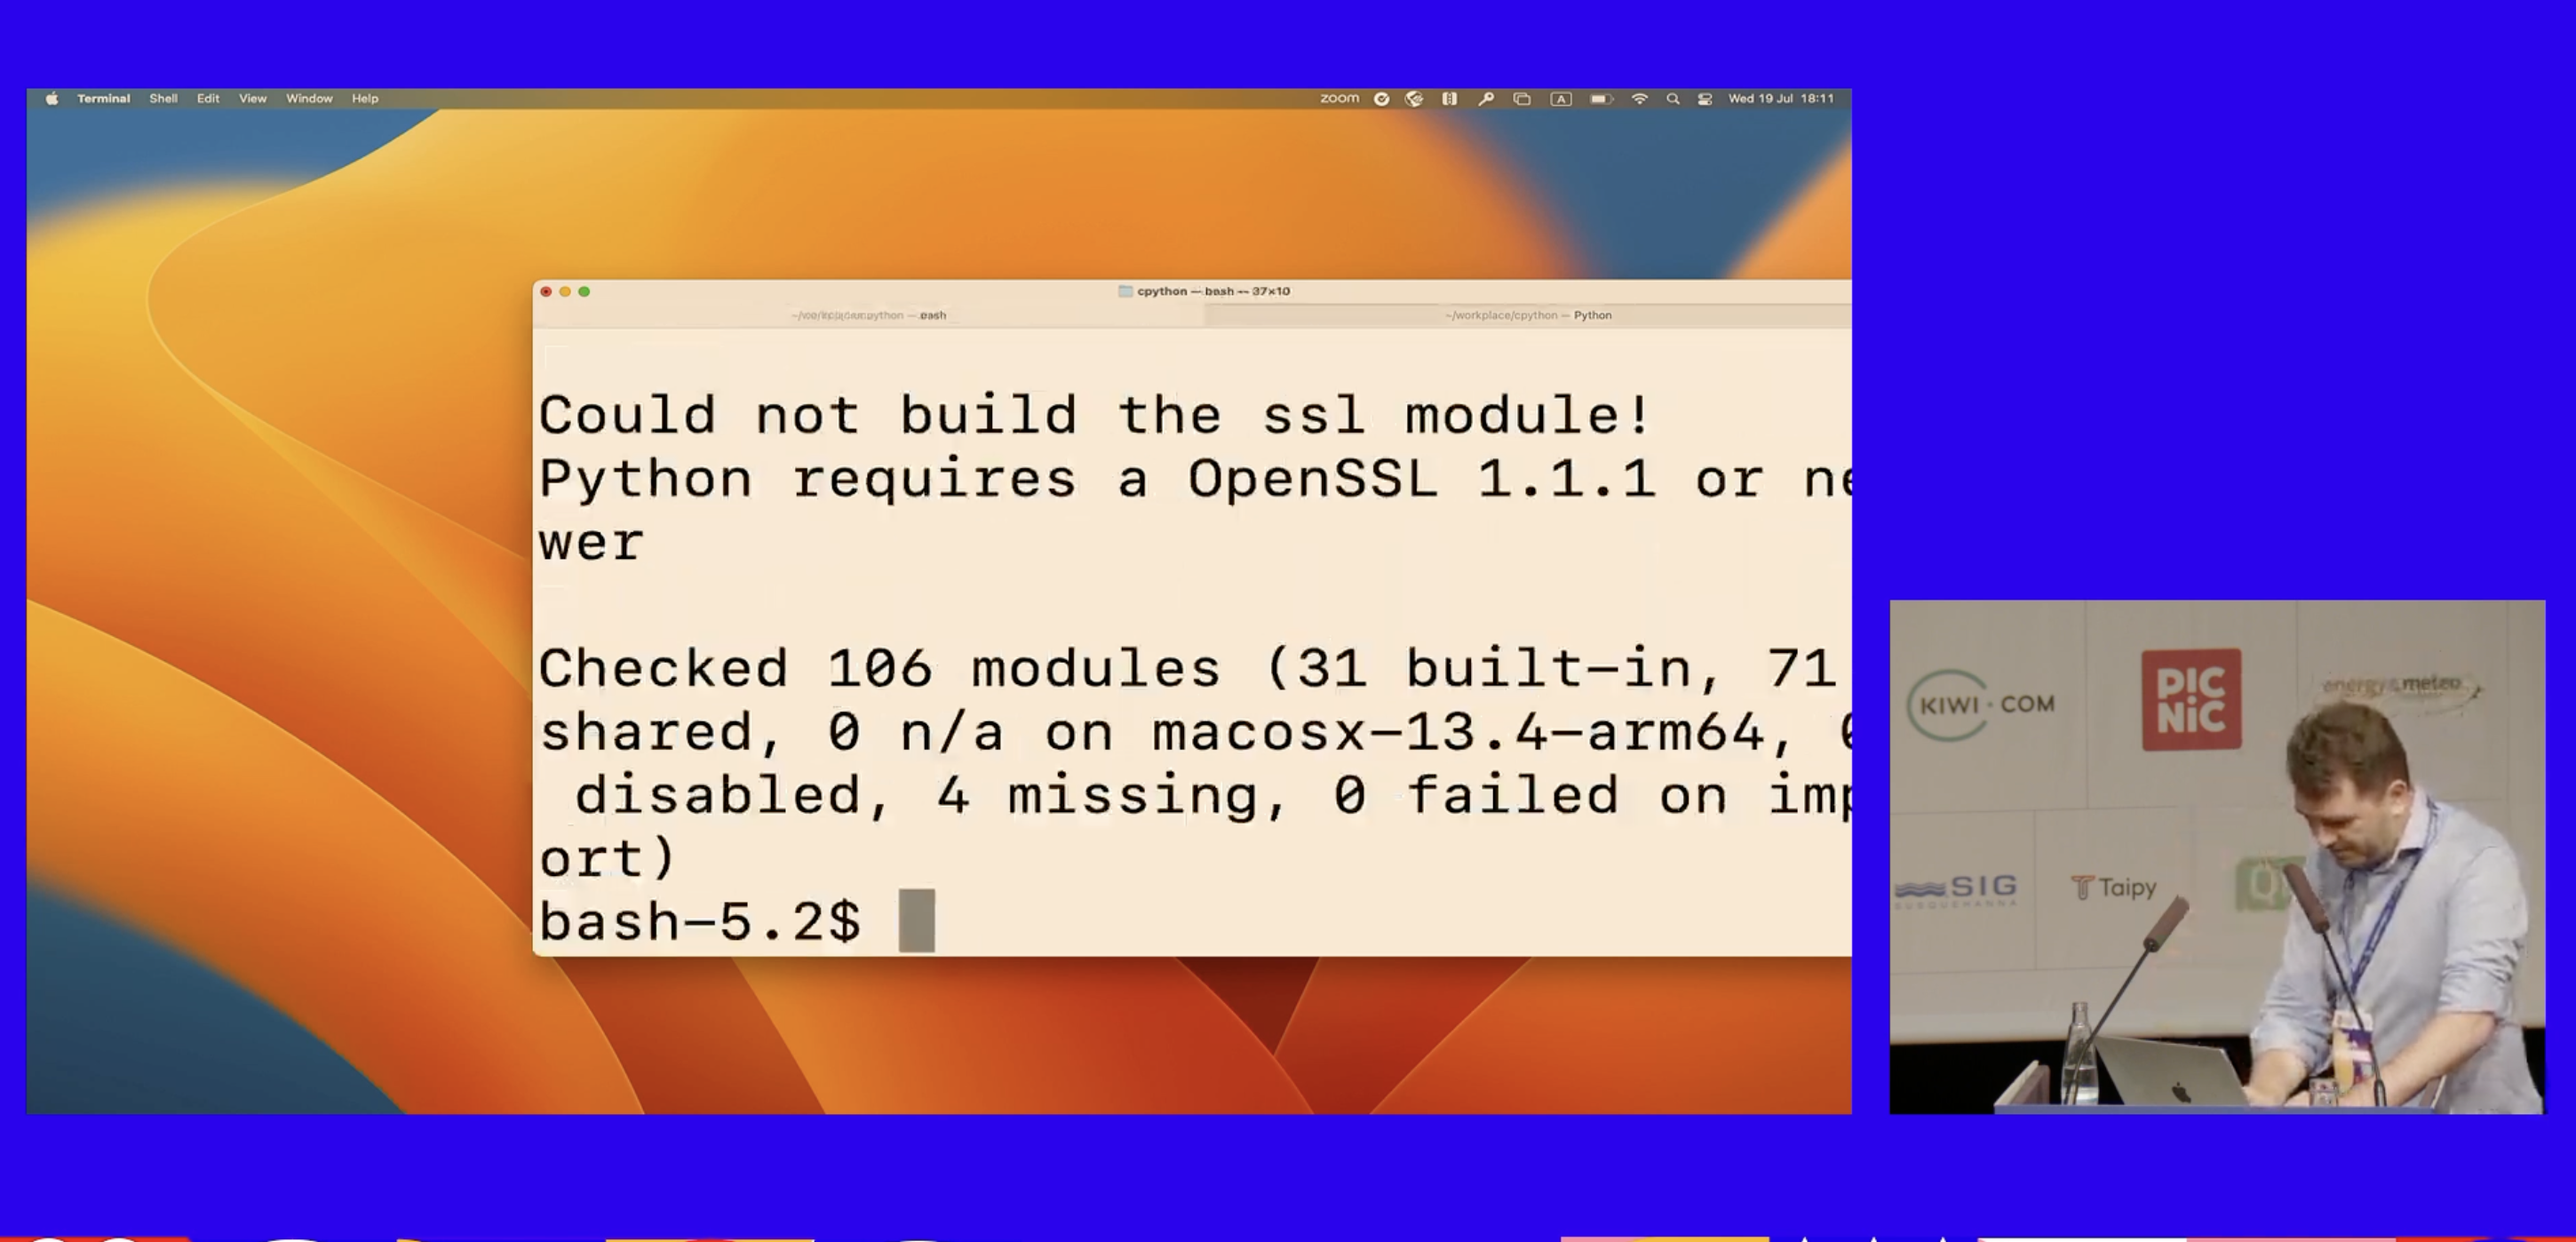 Terminal Shell Edit View Window Help
zoom A Wed 19 Jul 18:11
cpython — bash — 37×10
bash
~/workplace/cpython — Python
Could not build the ssl module!
Python requires a OpenSSL 1.1.1 or ne
wer
Checked 106 modules (31 built-in, 71
shared, 0 n/a on macosx-13.4-arm64, 0
disabled, 4 missing, 0 failed on imp
ort)
bash-5.2$
KIWI.COM
PIC
NiC
energy & meteo
SIG
SUSQUEHANNA
Taipy